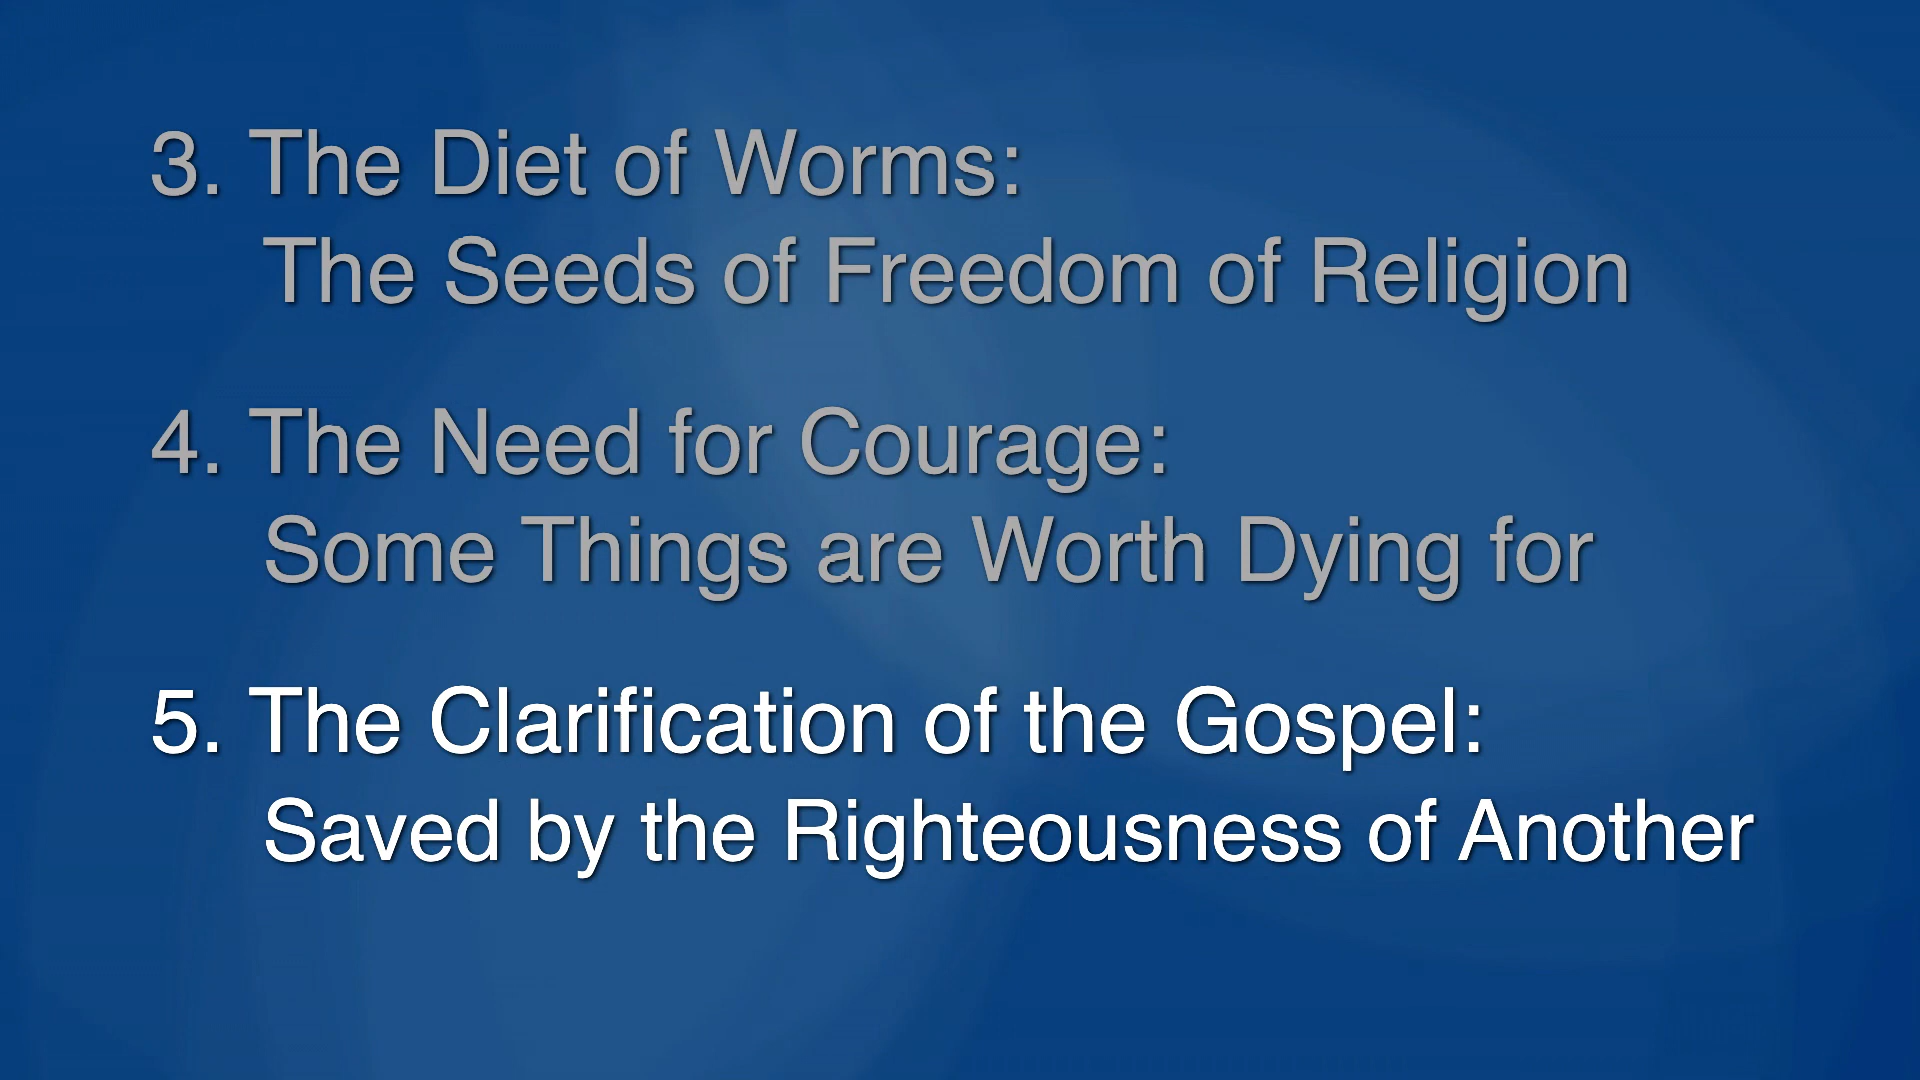 3. The Diet of Worms:
The Seeds of Freedom of Religion
4. The Need for Courage:
Some Things are Worth Dying for
5. The Clarification of the Gospel:
Saved by the Righteousness of Another